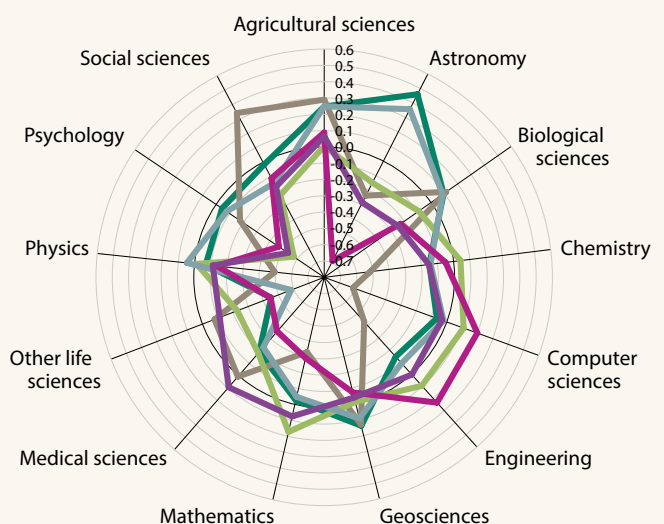 Agricultural sciences
Social sciences
Astronomy
0.6
0.5
0.4
0.3
0.2
0.1
0.0
-0.1
-0.2
-0.3
-0.4
-0.5
-0.6
-0.7
Psychology
Biological
sciences
Physics
Chemistry
Other life
sciences
Computer
sciences
Medical sciences
Engineering
Mathematics
Geosciences